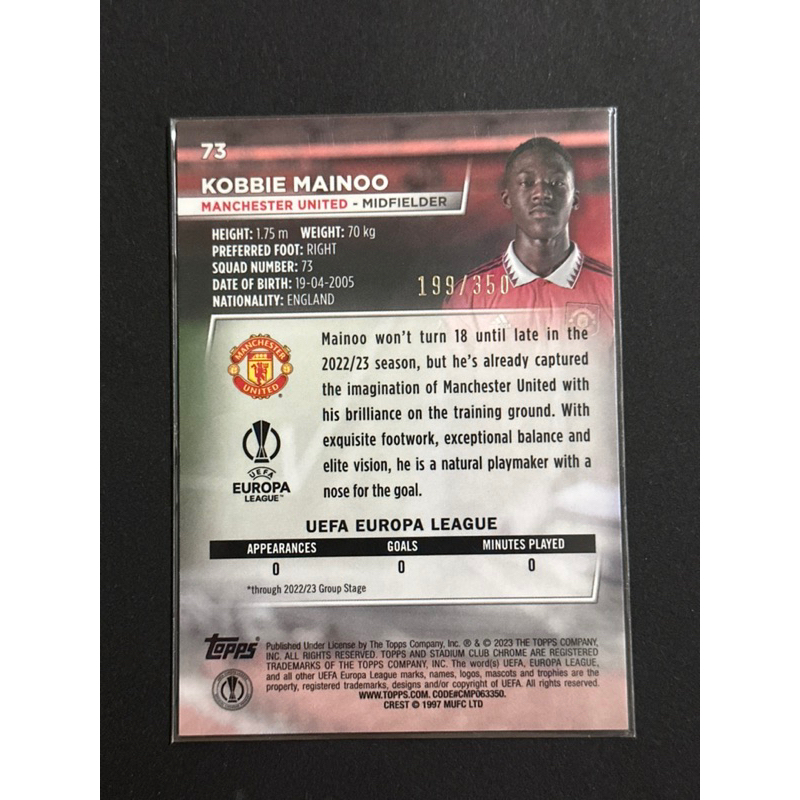 73
KOBBIE MAINOO
MANCHESTER UNITED - MIDFIELDER
HEIGHT: 1.75 m WEIGHT: 70 kg
PREFERRED FOOT: RIGHT
SQUAD NUMBER: 73
DATE OF BIRTH: 19-04-2005
NATIONALITY: ENGLAND
199/350
MANCHESTER
UNITED
Mainoo won't turn 18 until late in the
2022/23 season, but he's already captured
the imagination of Manchester United with
his brilliance on the training ground. With
exquisite footwork, exceptional balance and
elite vision, he is a natural playmaker with a
nose for the goal.
UEFA
EUROPA
LEAGUE™
UEFA EUROPA LEAGUE
APPEARANCES GOALS MINUTES PLAYED
0 0 0
*through 2022/23 Group Stage
Topps®
Published Under License by The Topps Company, Inc. ® & © 2023 THE TOPPS COMPANY,
INC. ALL RIGHTS RESERVED. TOPPS AND STADIUM CLUB CHROME ARE REGISTERED
TRADEMARKS OF THE TOPPS COMPANY, INC. The word(s) UEFA, EUROPA LEAGUE,
and all other UEFA Europa League marks, names, logos, mascots and trophies are the
property, registered trademarks, designs and/or copyright of UEFA. All rights reserved.
WWW.TOPPS.COM. CODE#CMP063350.
CREST © 1997 MUFC LTD